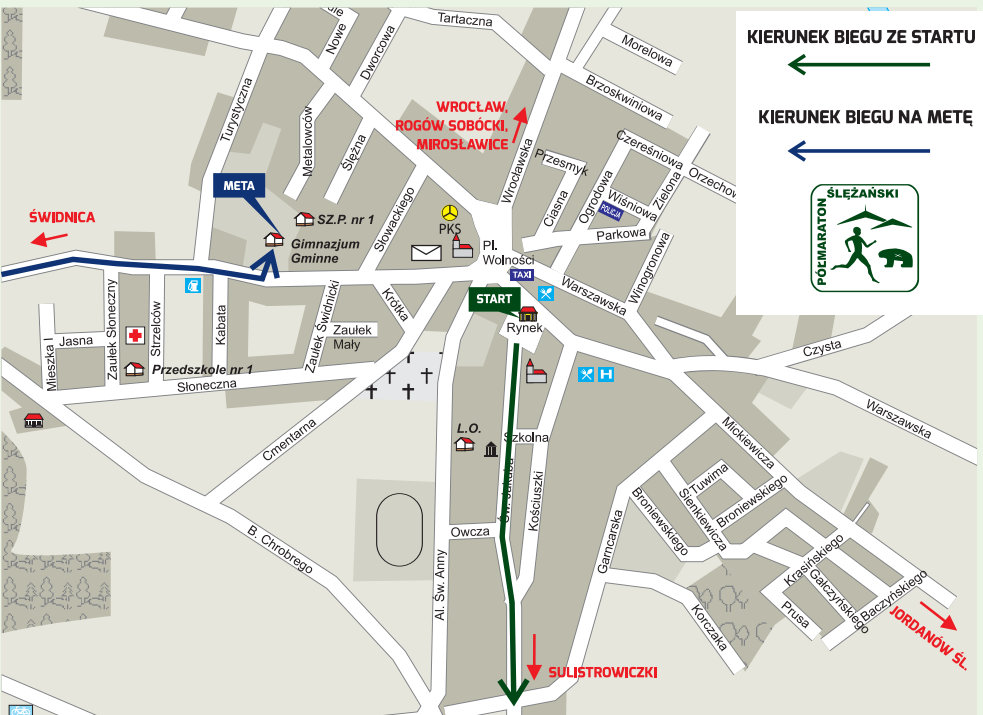 KIERUNEK BIEGU ZE STARTU
KIERUNEK BIEGU NA METĘ
ŚLĘŻAŃSKI
PÓŁMARATON
Nowe
Dworcowa
Tartaczna
Morelowa
Brzoskwiniowa
Turystyczna
Metalowców
Ślężna
WROCŁAW,
ROGÓW SOBÓCKI,
MIROSŁAWICE
Wrocławska
Przesmyk
Ciasna
Ogrodowa
Czereśniowa
Wiśniowa
Zielona
Orzechow
POLICJA
Parkowa
Winogronowa
META
SZ.P. nr 1
Gimnazjum
Gminne
Słowackiego
PKS
Pl.
Wolności
TAXI
Warszawska
ŚWIDNICA
START
Rynek
Mieszka I
Jasna
Zaułek Słoneczny
Strzelców
Kabata
Zaułek Świdnicki
Krótka
Zaułek
Mały
Przedszkole nr 1
Słoneczna
H
Czysta
Warszawska
Cmentarna
L.O.
Szkolna
Św. Jakuba
Kościuszki
Mickiewicza
Tuwima
Sienkiewicza
Broniewskiego
Broniewskiego
Garncarska
B. Chrobrego
Owcza
Al. Św. Anny
Krasińskiego
Gałczyńskiego
Baczyńskiego
Prusa
Korczaka
JORDANÓW ŚL.
SULISTROWICZKI